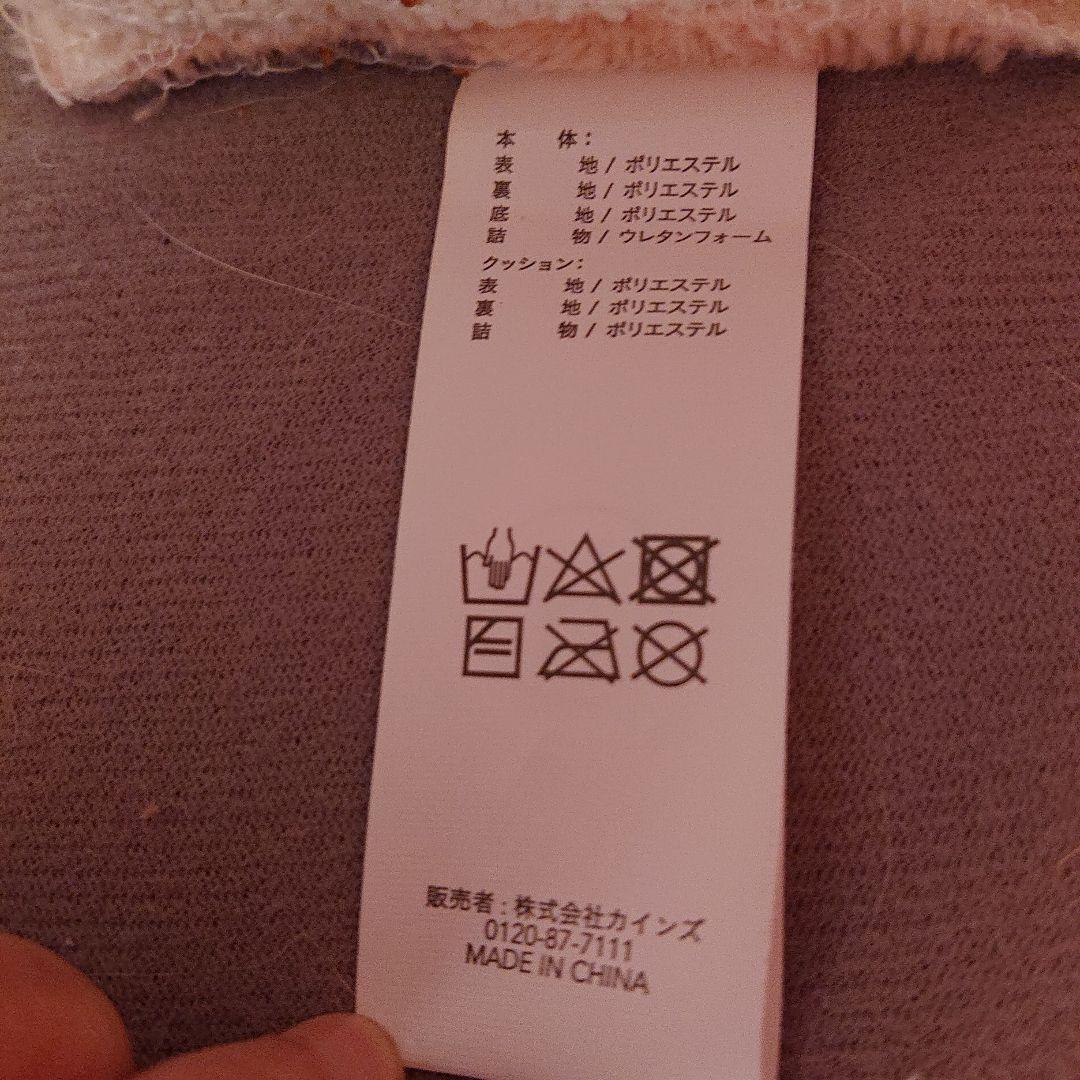 本 体:
表 地 / ポリエステル
裏 地 / ポリエステル
底 地 / ポリエステル
詰 物 / ウレタンフォーム
クッション:
表 地 / ポリエステル
裏 地 / ポリエステル
詰 物 / ポリエステル
販売者:株式会社カインズ
0120-87-7111
MADE IN CHINA